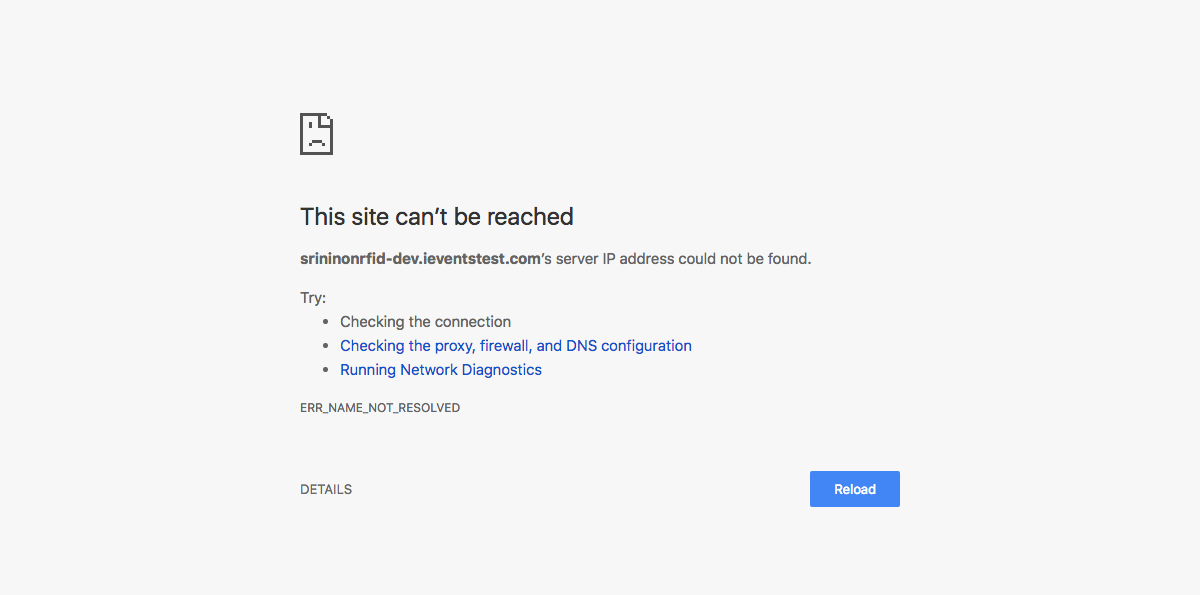 This site can’t be reached
srininonrfid-dev.ieventstest.com’s server IP address could not be found.
Try:
• Checking the connection
• Checking the proxy, firewall, and DNS configuration
• Running Network Diagnostics
ERR_NAME_NOT_RESOLVED
DETAILS
Reload